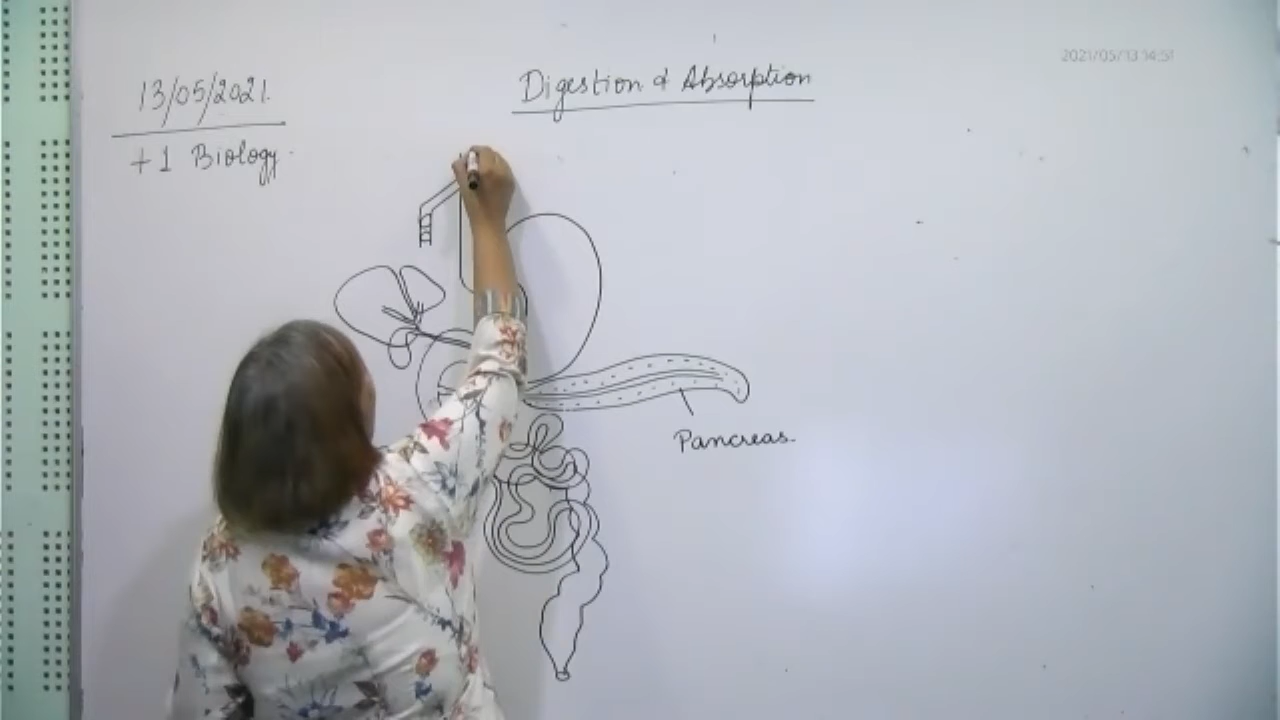 2021/05/13 14:51
13/05/2021.
Digestion & Absorption
+1 Biology.
Pancreas.